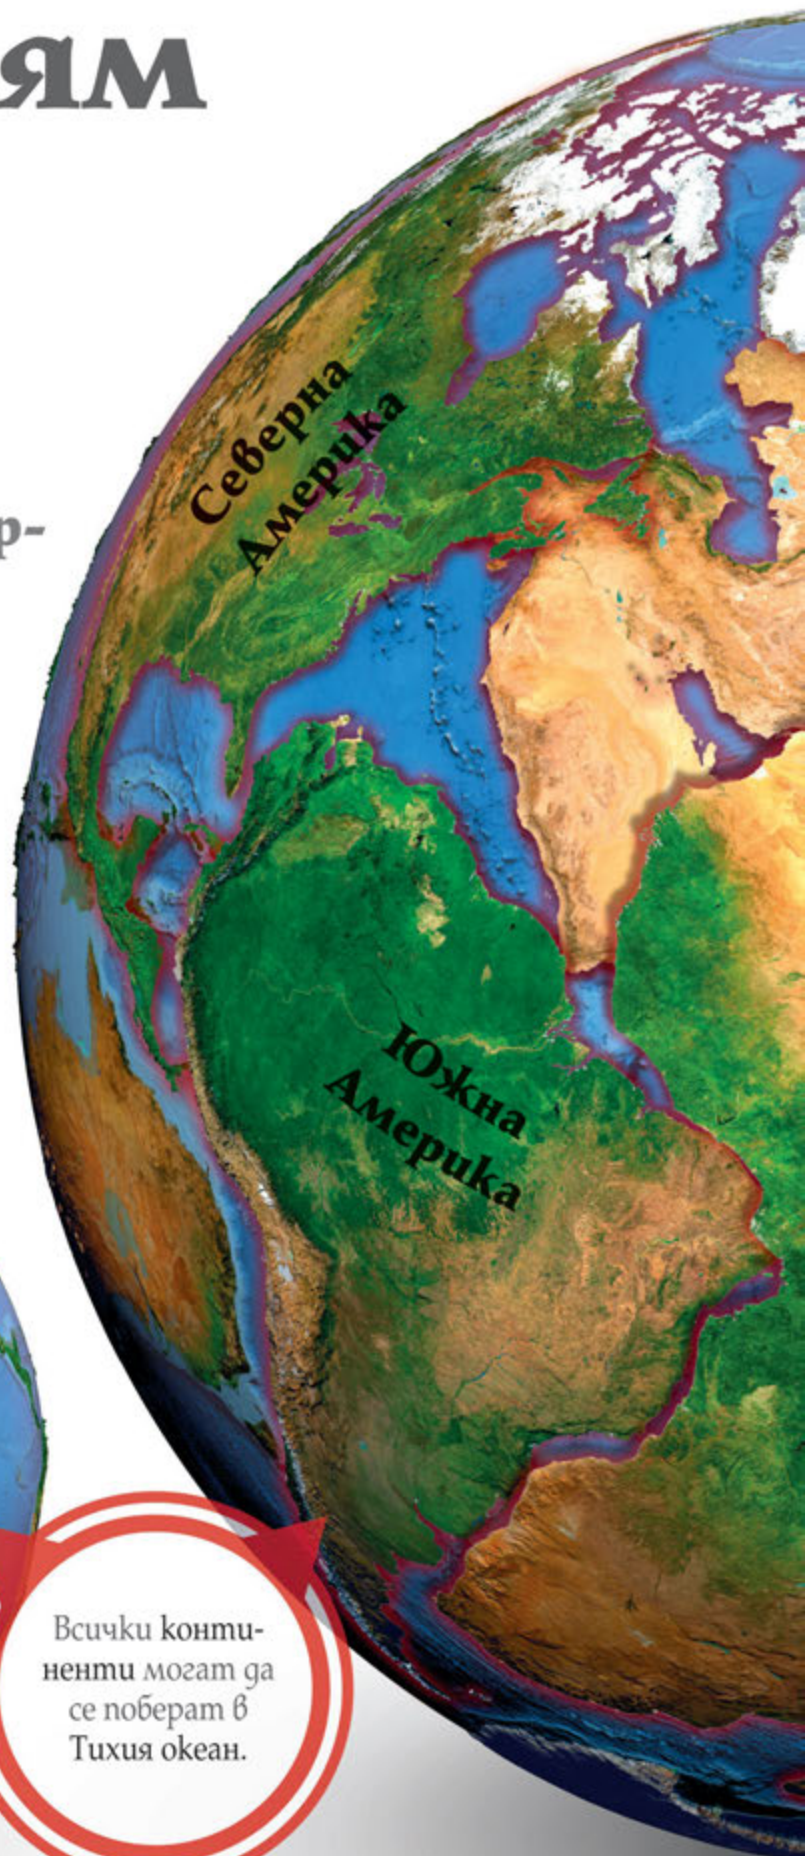 ям
р-
Северна
Америка
Южна
Америка
Всички конти-
ненти могат да
се поберат в
Тихия океан.